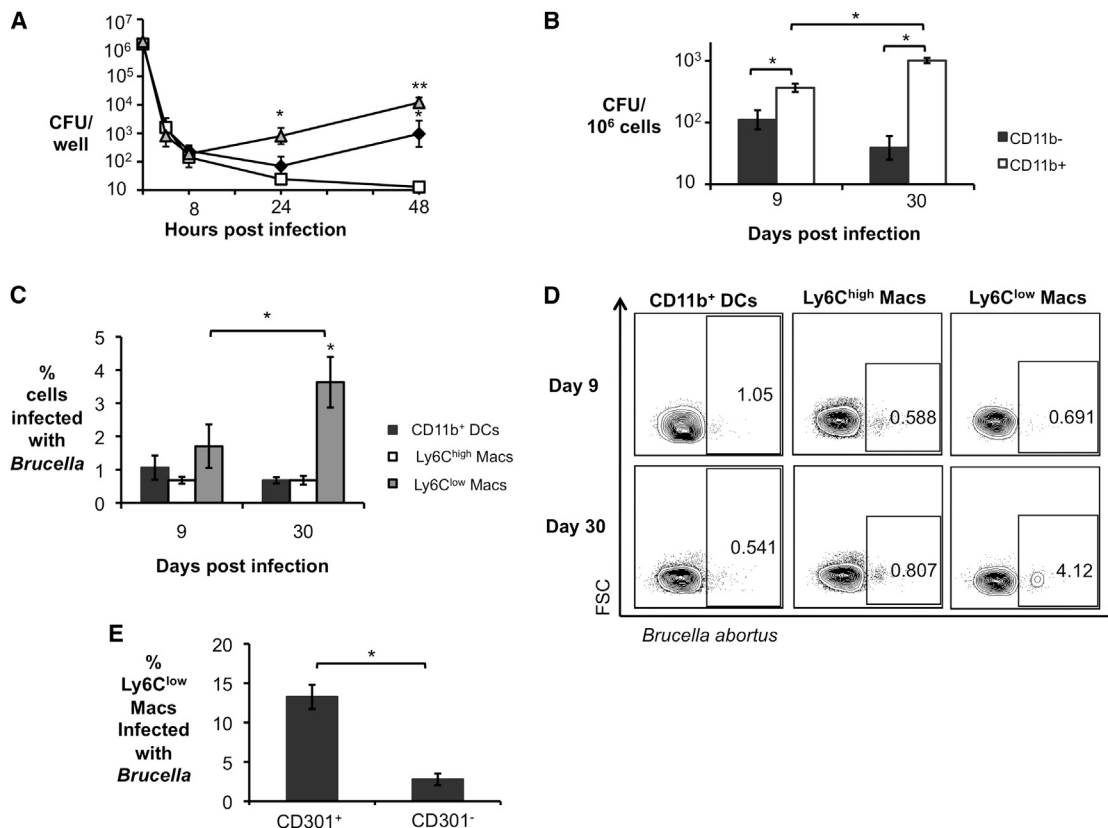 A
CFU/
well
10⁷
10⁶
10⁵
10⁴
10³
10²
10
*
**
*
8
24
48
Hours post infection
B
CFU/
10⁶ cells
10³
10²
10
*
*
*
9
30
Days post infection
CD11b-
CD11b+
C
%
cells
infected
with
Brucella
5
4
3
2
1
0
*
*
9
30
Days post infection
CD11b⁺ DCs
Ly6Cʰⁱᵍʰ Macs
Ly6Cˡᵒʷ Macs
D
CD11b⁺ DCs
Ly6Cʰⁱᵍʰ Macs
Ly6Cˡᵒʷ Macs
Day 9
1.05
0.588
0.691
Day 30
0.541
0.807
4.12
FSC
Brucella abortus
E
%
Ly6Cˡᵒʷ
Macs
Infected
with
Brucella
20
15
10
5
0
*
CD301⁺
CD301⁻